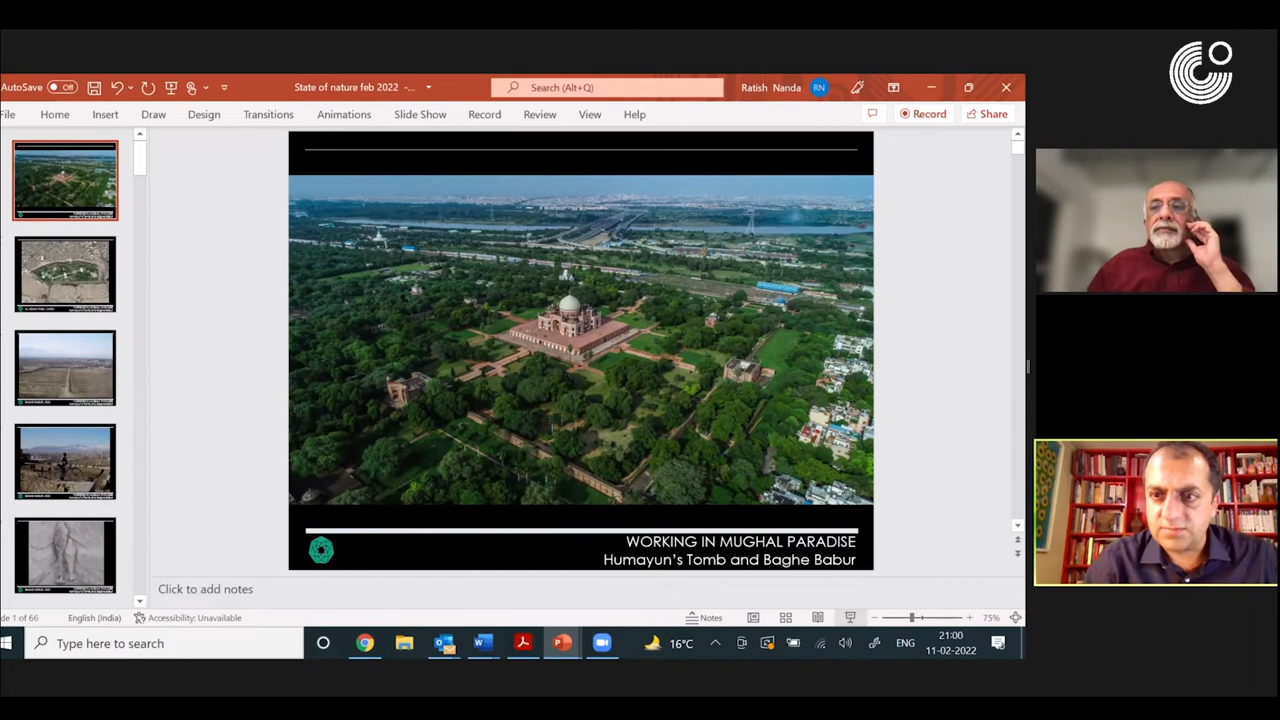 AutoSave Off State of nature feb 2022 -... Search (Alt+Q) Ratish Nanda RN
File Home Insert Draw Design Transitions Animations Slide Show Record Review View Help Record Share
WORKING IN MUGHAL PARADISE
Humayun's Tomb and Baghe Babur
Click to add notes
de 1 of 66 English (India) Accessibility: Unavailable Notes 75%
Type here to search 16°C ENG 21:00
11-02-2022